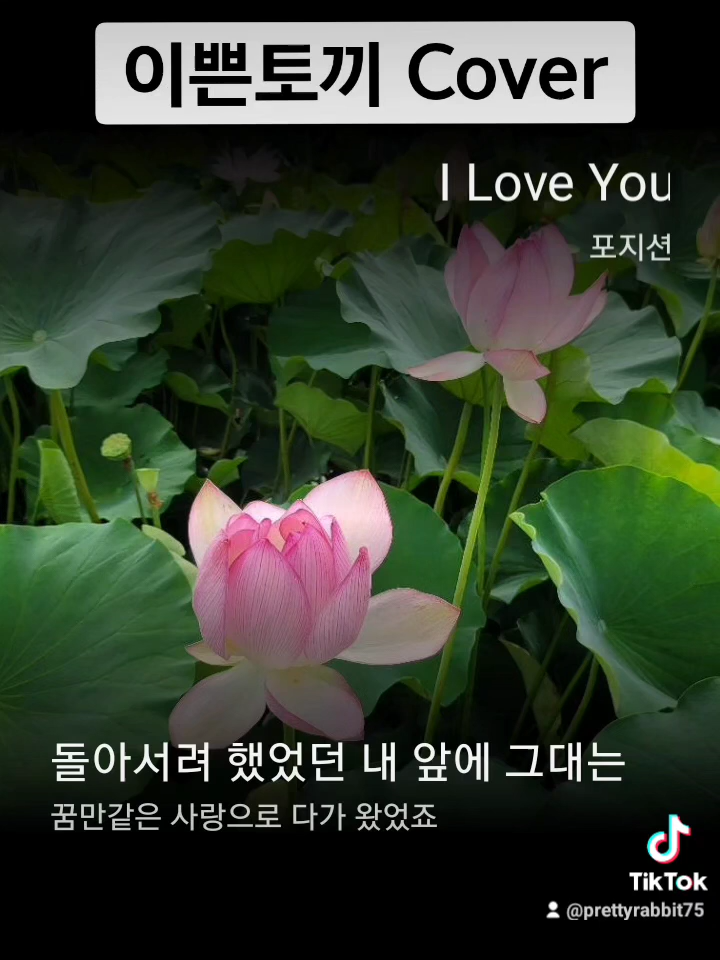 이쁜토끼 Cover
I Love You
포지션
돌아서려 했었던 내 앞에 그대는
꿈만같은 사랑으로 다가 왔었죠
TikTok
@prettyrabbit75